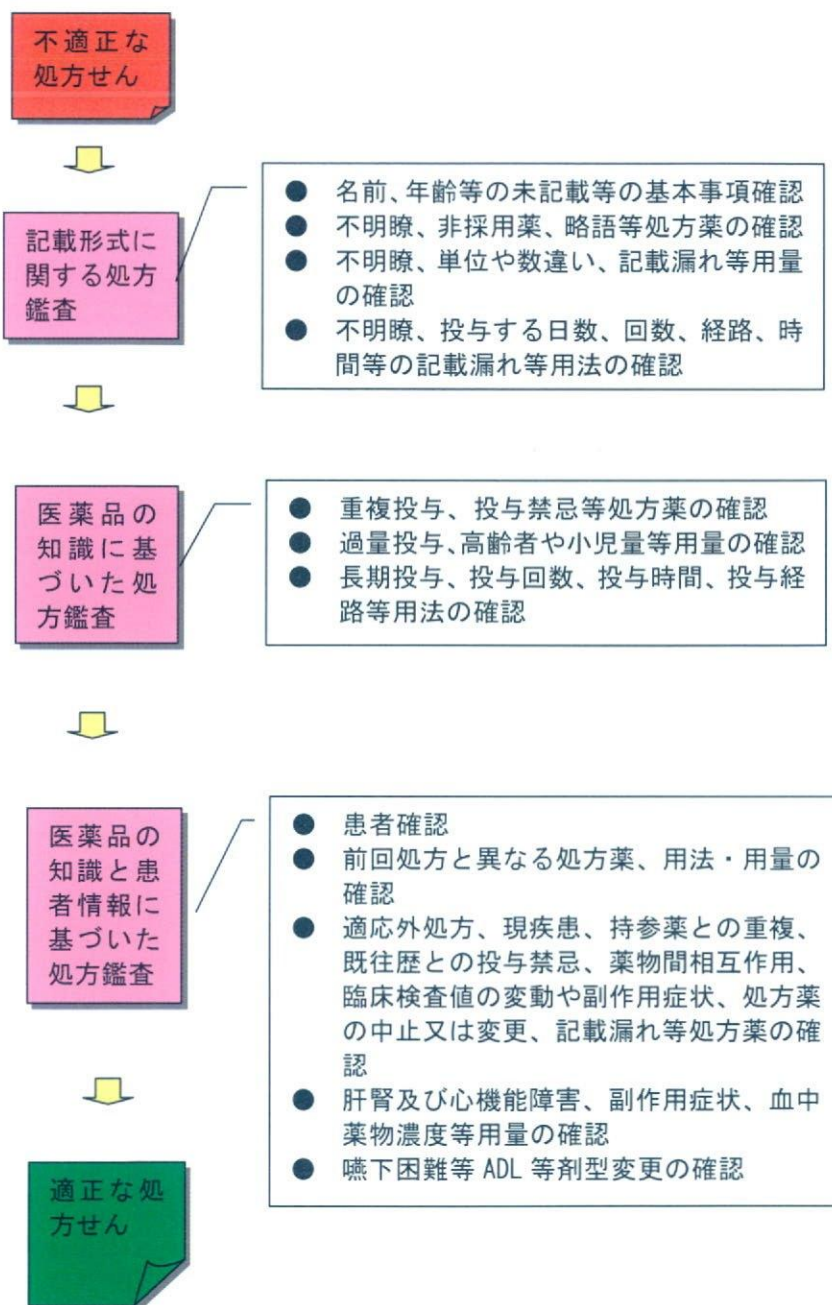 不適正な
処方せん
記載形式に
関する処方
鑑査
● 名前、年齢等の未記載等の基本事項確認
● 不明瞭、非採用薬、略語等処方薬の確認
● 不明瞭、単位や数違い、記載漏れ等用量
の確認
● 不明瞭、投与する日数、回数、経路、時
間等の記載漏れ等用法の確認
医薬品の
知識に基
づいた処
方鑑査
● 重複投与、投与禁忌等処方薬の確認
● 過量投与、高齢者や小児量等用量の確認
● 長期投与、投与回数、投与時間、投与経
路等用法の確認
医薬品の
知識と患
者情報に
基づいた
処方鑑査
● 患者確認
● 前回処方と異なる処方薬、用法・用量の
確認
● 適応外処方、現疾患、持参薬との重複、
既往歴との投与禁忌、薬物間相互作用、
臨床検査値の変動や副作用症状、処方薬
の中止又は変更、記載漏れ等処方薬の確
認
● 肝腎及び心機能障害、副作用症状、血中
薬物濃度等用量の確認
● 嚥下困難等 ADL 等剤型変更の確認
適正な処
方せん